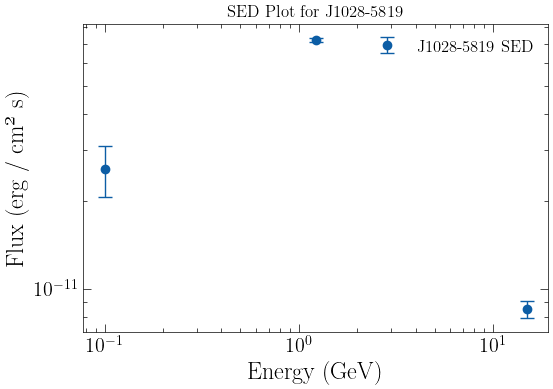 SED Plot for J1028-5819
J1028-5819 SED
Flux (erg / cm² s)
10⁻¹¹
10⁻¹ 10⁰ 10¹
Energy (GeV)